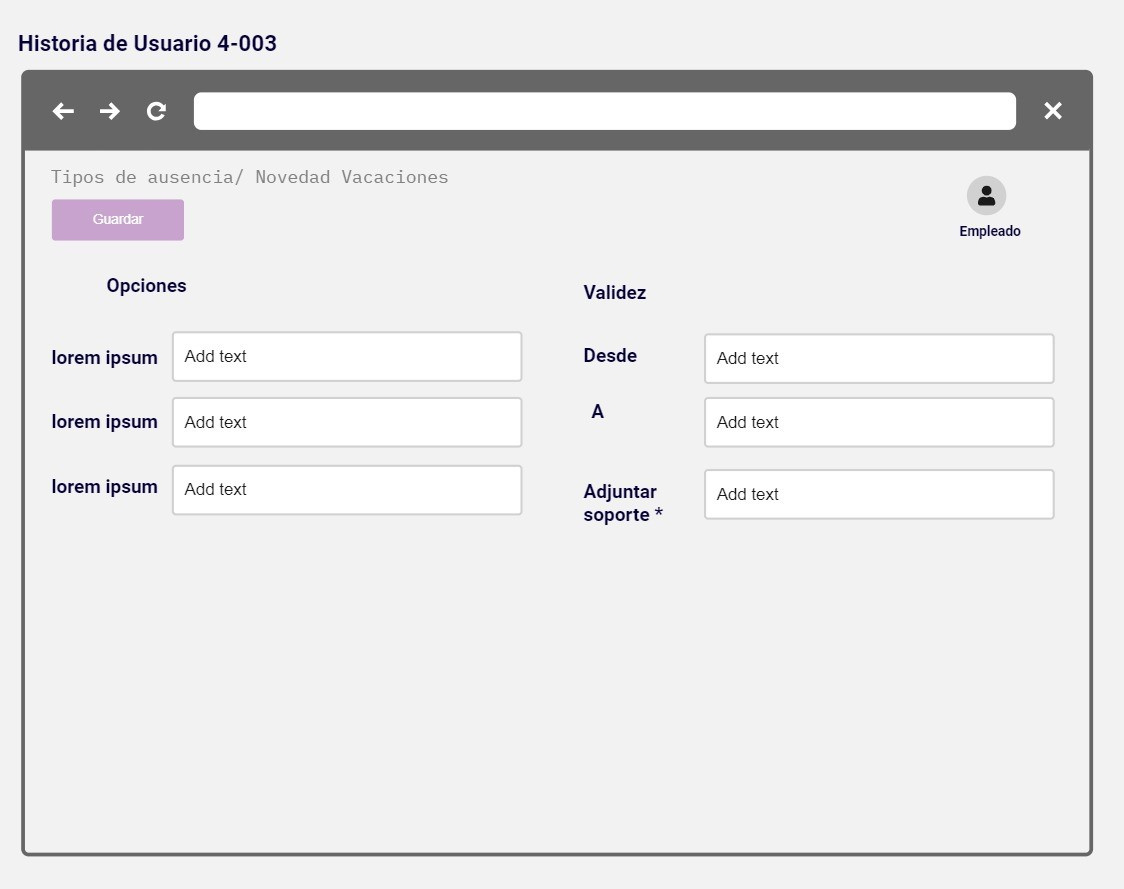 Historia de Usuario 4-003
Tipos de ausencia/ Novedad Vacaciones
Guardar
Empleado
Opciones
lorem ipsum Add text
lorem ipsum Add text
lorem ipsum Add text
Validez
Desde Add text
A Add text
Adjuntar
soporte * Add text